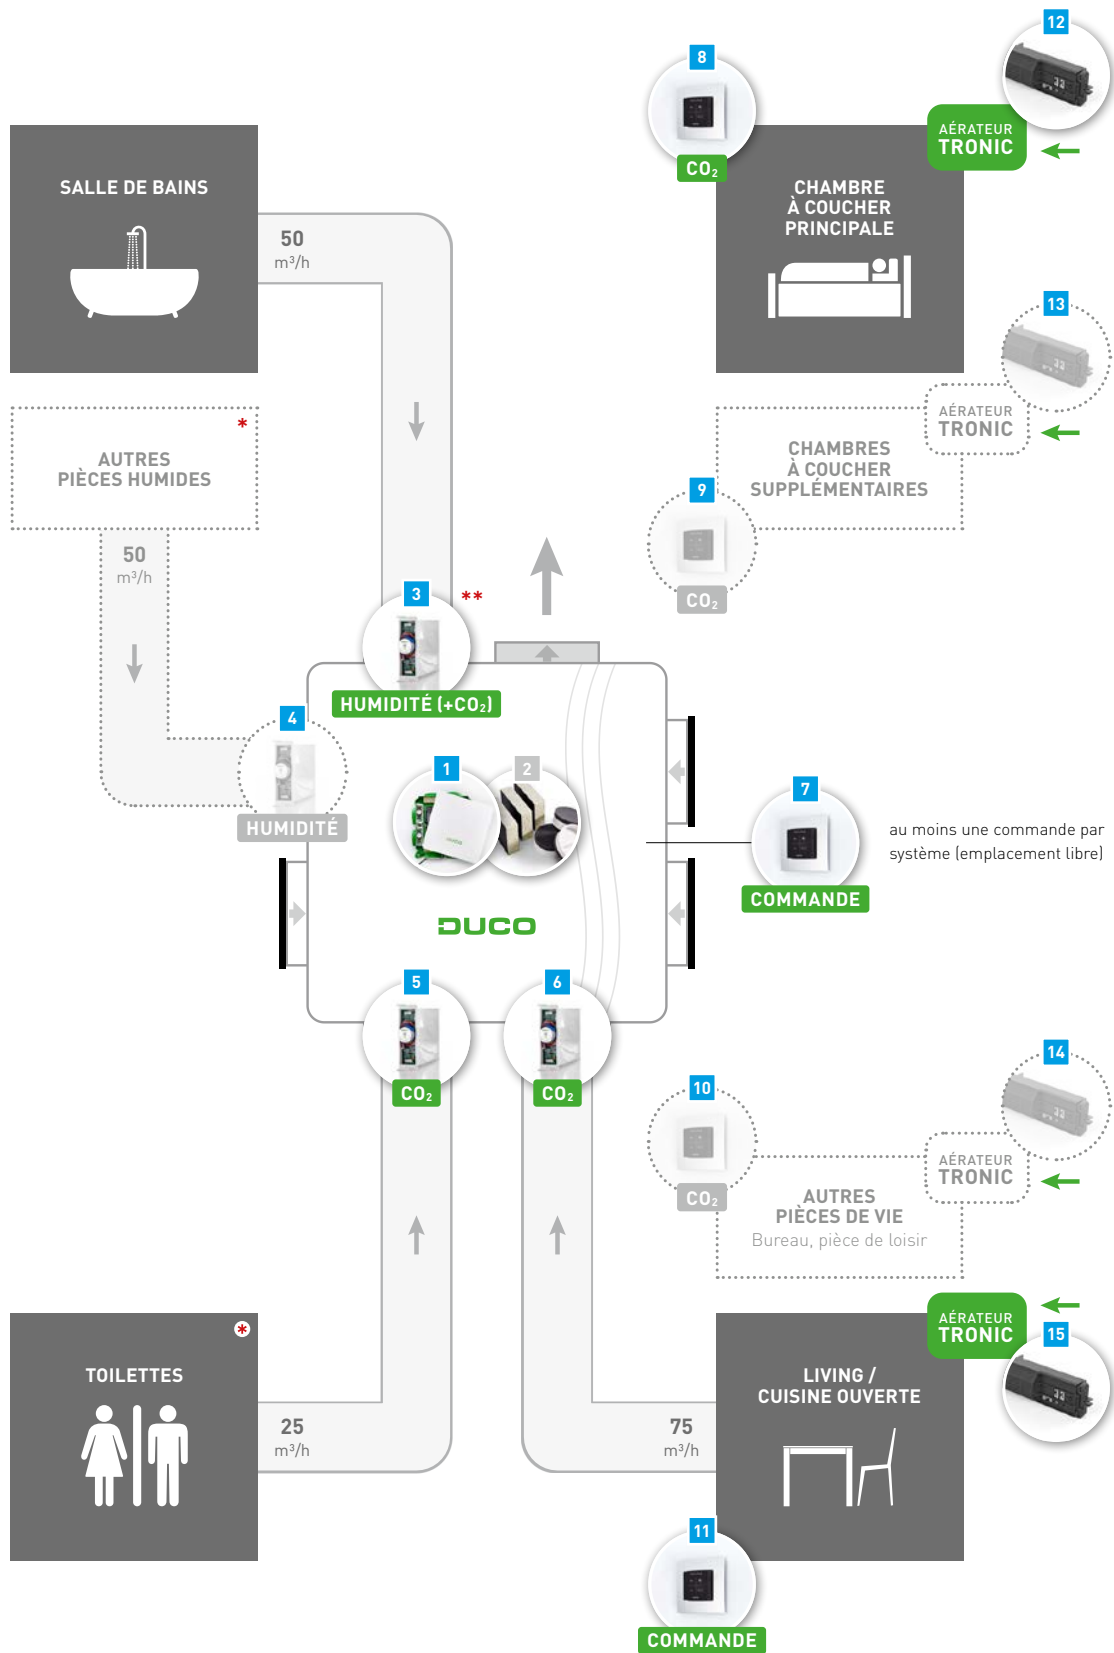 12
8
AÉRATEUR
TRONIC
CO₂
SALLE DE BAINS
CHAMBRE
À COUCHER
PRINCIPALE
50
m³/h
13
AÉRATEUR
TRONIC
*
AUTRES
PIÈCES HUMIDES
CHAMBRES
À COUCHER
SUPPLÉMENTAIRES
9
50
m³/h
CO₂
3
**
HUMIDITÉ (+CO₂)
4
HUMIDITÉ
1
2
7
au moins une commande par
système (emplacement libre)
COMMANDE
DUCO
5
6
CO₂
CO₂
14
10
AÉRATEUR
TRONIC
CO₂
AUTRES
PIÈCES DE VIE
Bureau, pièce de loisir
*
TOILETTES
AÉRATEUR
TRONIC
15
LIVING /
CUISINE OUVERTE
25
m³/h
75
m³/h
11
COMMANDE